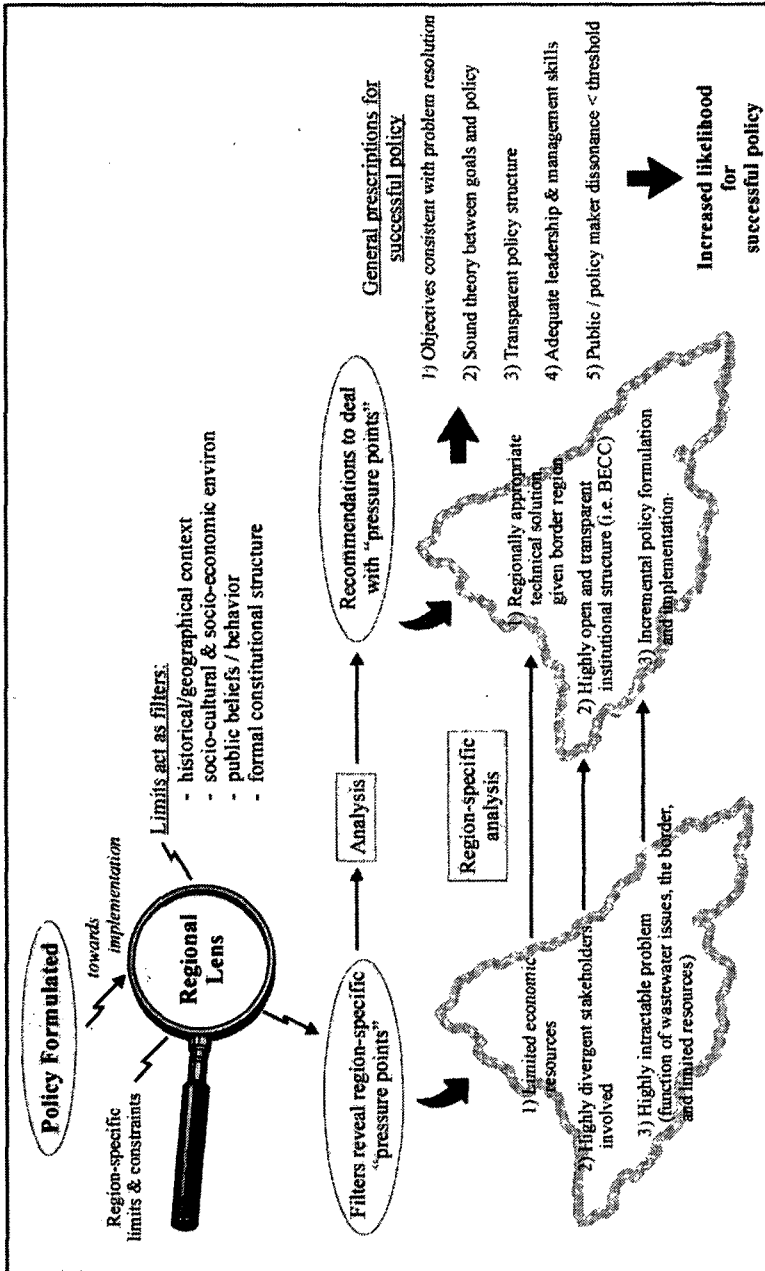 Policy Formulated
towards
implementation
Region-specific
limits & constraints
Regional
Lens
Limits act as filters:
- historical/geographical context
- socio-cultural & socio-economic environ
- public beliefs / behavior
- formal constitutional structure
Filters reveal region-specific
"pressure points"
Analysis
Recommendations to deal
with "pressure points"
1) Limited economic
resources
2) Highly divergent stakeholders
involved
3) Highly intractable problem
(function of wastewater issues, the border,
and limited resources)
Region-specific
analysis
1) Regionally appropriate
technical solution
given border region
2) Highly open and transparent
institutional structure (i.e. BECC)
3) Incremental policy formulation
and implementation
General prescriptions for
successful policy
1) Objectives consistent with problem resolution
2) Sound theory between goals and policy
3) Transparent policy structure
4) Adequate leadership & management skills
5) Public / policy maker dissonance < threshold
Increased likelihood
for
successful policy